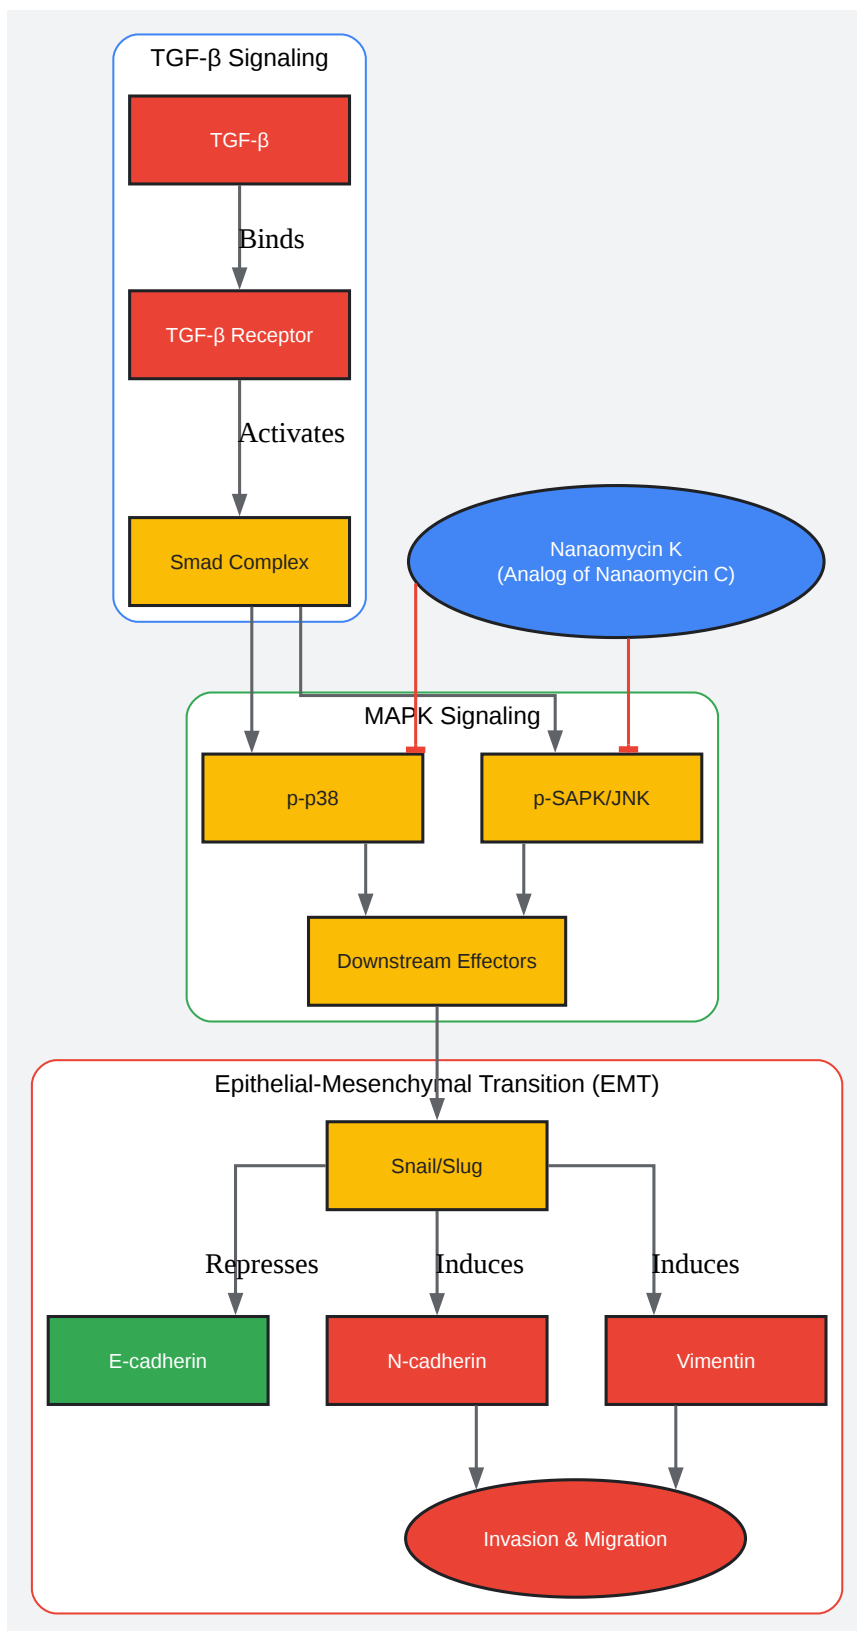 TGF-β Signaling
TGF-β
Binds
TGF-β Receptor
Activates
Smad Complex
Nanaomycin K
(Analog of Nanaomycin C)
MAPK Signaling
p-p38
p-SAPK/JNK
Downstream Effectors
Epithelial-Mesenchymal Transition (EMT)
Snail/Slug
Represses
Induces
Induces
E-cadherin
N-cadherin
Vimentin
Invasion & Migration